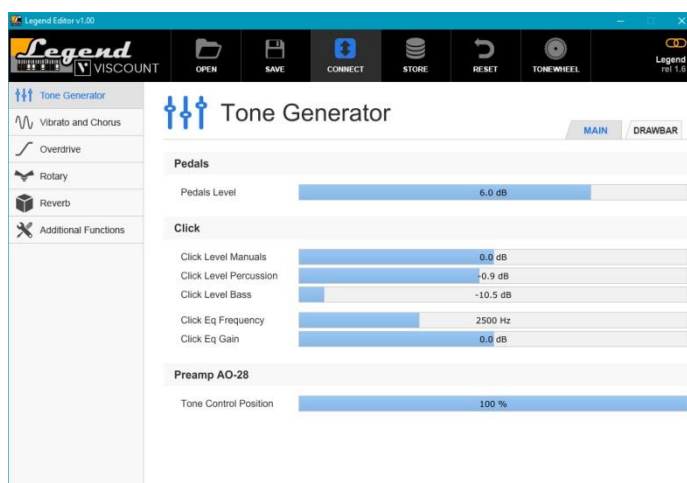 Legend Editor v1.00
Legend
VISCOUNT
OPEN
SAVE
CONNECT
STORE
RESET
TONEWHEEL
Legend
rel 1.6
Tone Generator
Vibrato and Chorus
Overdrive
Rotary
Reverb
Additional Functions
Tone Generator
MAIN
DRAWBAR
Pedals
Pedals Level 6.0 dB
Click
Click Level Manuals 0.0 dB
Click Level Percussion -0.9 dB
Click Level Bass -10.5 dB
Click Eq Frequency 2500 Hz
Click Eq Gain 0.0 dB
Preamp AO-28
Tone Control Position 100 %